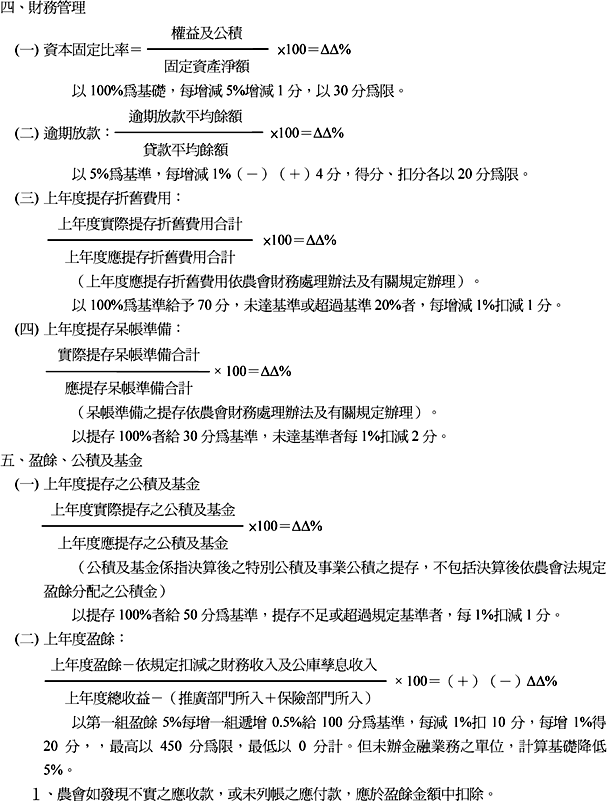 四、財務管理
(一) 資本固定比率＝
權益及公積
固定資產淨額
×100＝ΔΔ%
以 100%為基礎，每增減 5%增減 1 分，以 30 分為限。
(二) 逾期放款：
逾期放款平均餘額
貸款平均餘額
×100＝ΔΔ%
以 5%為基準，每增減 1%（－）（＋）4 分，得分、扣分各以 20 分為限。
(三) 上年度提存折舊費用：
上年度實際提存折舊費用合計
上年度應提存折舊費用合計
×100＝ΔΔ%
（上年度應提存折舊費用依農會財務處理辦法及有關規定辦理）。
以 100%為基準給予 70 分，未達基準或超過基準 20%者，每增減 1%扣減 1 分。
(四) 上年度提存呆帳準備：
實際提存呆帳準備合計
應提存呆帳準備合計
× 100＝ΔΔ%
（呆帳準備之提存依農會財務處理辦法及有關規定辦理）。
以提存 100%者給 30 分為基準，未達基準者每 1%扣減 2 分。
五、盈餘、公積及基金
(一) 上年度提存之公積及基金
上年度實際提存之公積及基金
上年度應提存之公積及基金
×100＝ΔΔ%
（公積及基金係指決算後之特別公積及事業公積之提存，不包括決算後依農會法規定
盈餘分配之公積金）
以提存 100%者給 50 分為基準，提存不足或超過規定基準者，每 1%扣減 1 分。
(二) 上年度盈餘：
上年度盈餘－依規定扣減之財務收入及公庫孳息收入
上年度總收益－（推廣部門所入＋保險部門所入）
× 100＝（＋）（－）ΔΔ%
以第一組盈餘 5%每增一組遞增 0.5%給 100 分為基準，每減 1%扣 10 分，每增 1%得
20 分，，最高以 450 分為限，最低以 0 分計。但未辦金融業務之單位，計算基礎降低
5%。
１、農會如發現不實之應收款，或未列帳之應付款，應於盈餘金額中扣除。